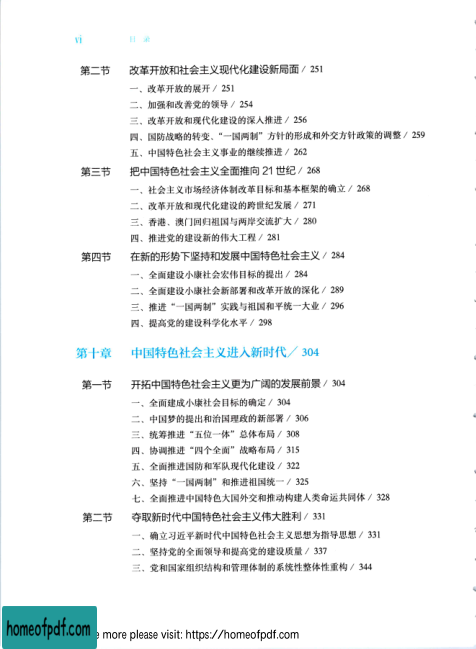 vi 目 录
第二节 改革开放和社会主义现代化建设新局面 / 251
一、改革开放的展开 / 251
二、加强和改善党的领导 / 254
三、改革开放和现代化建设的深入推进 / 256
四、国防战略的转变、“一国两制”方针的形成和外交方针政策的调整 / 259
五、中国特色社会主义事业的继续推进 / 262
第三节 把中国特色社会主义全面推向 21 世纪 / 268
一、社会主义市场经济体制改革目标和基本框架的确立 / 268
二、改革开放和现代化建设的跨世纪发展 / 271
三、香港、澳门回归祖国与两岸交流扩大 / 280
四、推进党的建设新的伟大工程 / 281
第四节 在新的形势下坚持和发展中国特色社会主义 / 284
一、全面建设小康社会宏伟目标的提出 / 284
二、全面建设小康社会新部署和改革开放的深化 / 289
三、推进“一国两制”实践与祖国和平统一大业 / 296
四、提高党的建设科学化水平 / 298
第十章 中国特色社会主义进入新时代 / 304
第一节 开拓中国特色社会主义更为广阔的发展前景 / 304
一、全面建成小康社会目标的确定 / 304
二、中国梦的提出和治国理政的新部署 / 306
三、统筹推进“五位一体”总体布局 / 308
四、协调推进“四个全面”战略布局 / 315
五、全面推进国防和军队现代化建设 / 322
六、坚持“一国两制”和推进祖国统一 / 325
七、全面推进中国特色大国外交和推动构建人类命运共同体 / 328
第二节 夺取新时代中国特色社会主义伟大胜利 / 331
一、确立习近平新时代中国特色社会主义思想为指导思想 / 331
二、坚持党的全面领导和提高党的建设质量 / 337
三、党和国家组织结构和管理体制的系统性整体性重构 / 344
homeofpdf.com
more please visit: https://homeofpdf.com